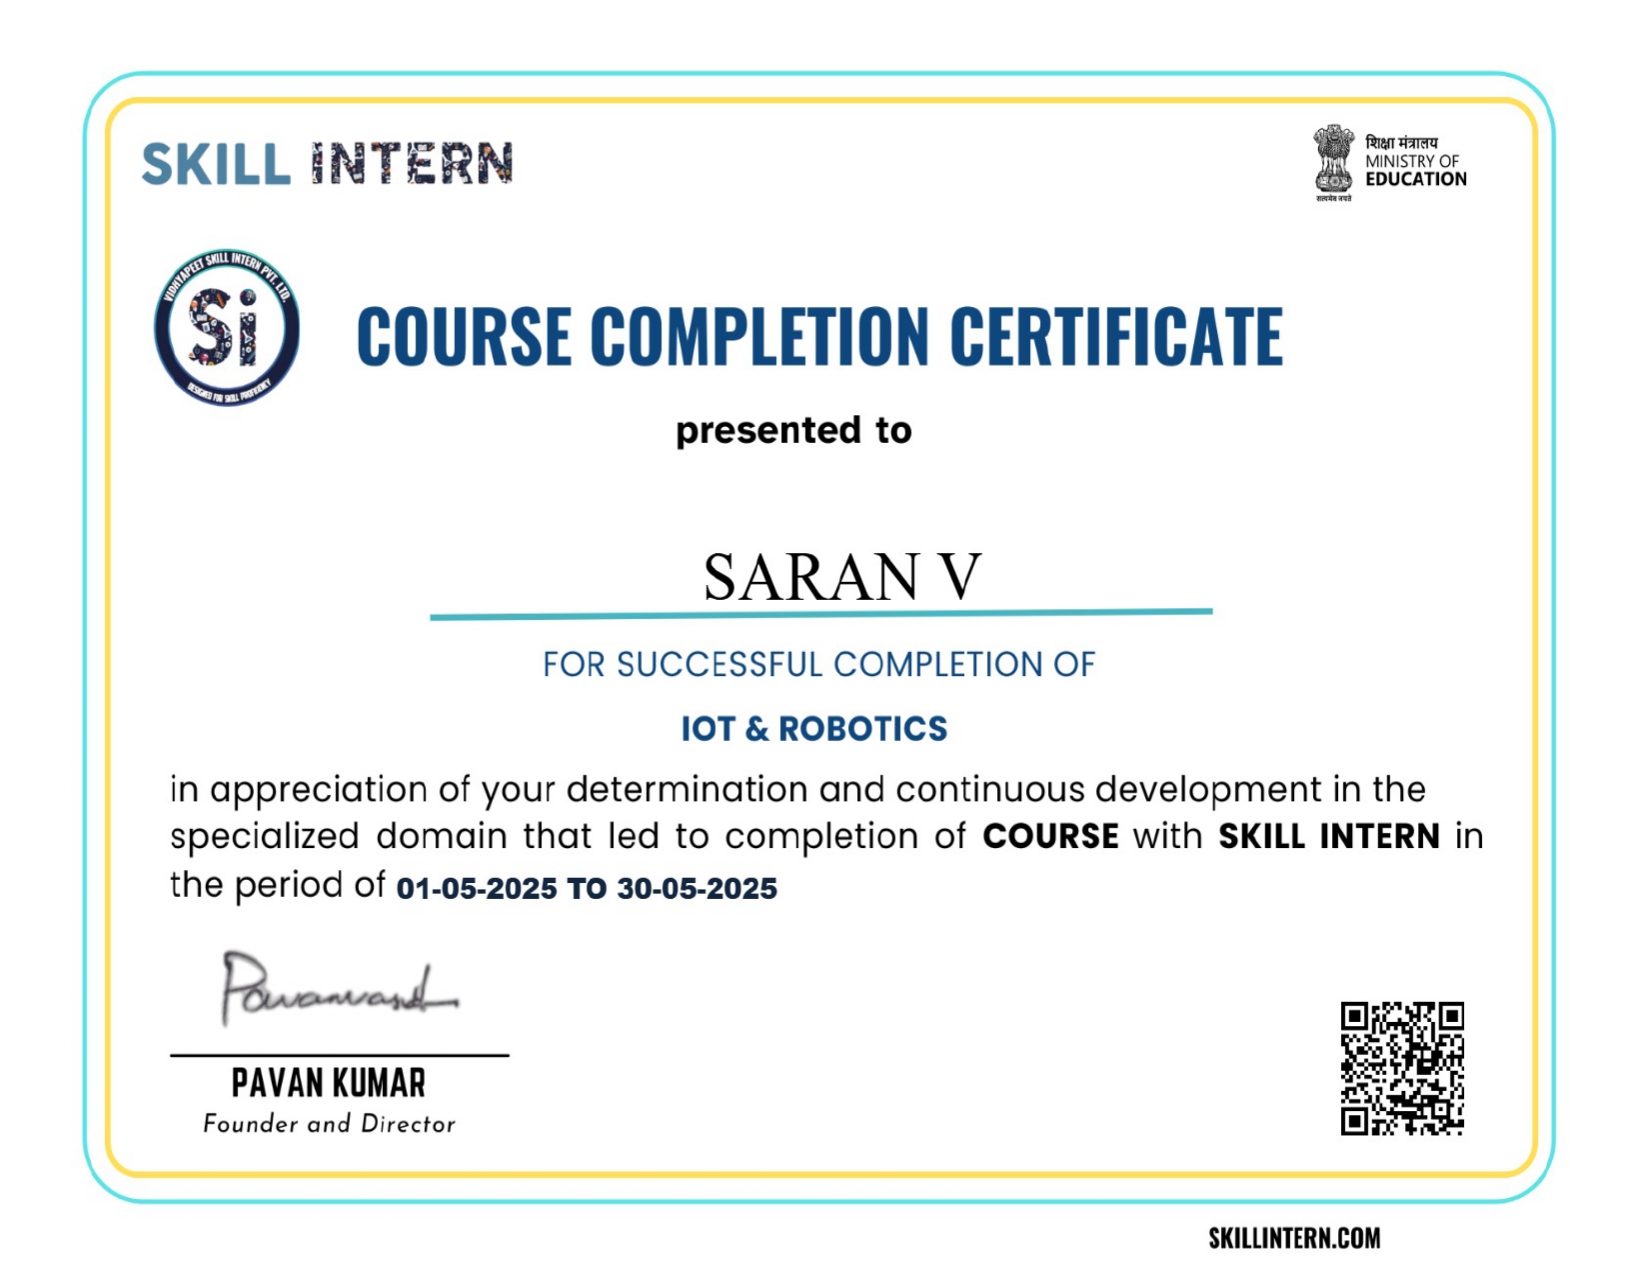 SKILL INTERN
शिक्षा मंत्रालय
MINISTRY OF
EDUCATION
सत्यमेव जयते
VIDHYAPEET SKILL INTERN PVT. LTD.
Si
DESIGNED FOR SKILL PROFICIENCY
COURSE COMPLETION CERTIFICATE
presented to
SARAN V
FOR SUCCESSFUL COMPLETION OF
IOT & ROBOTICS
in appreciation of your determination and continuous development in the
specialized domain that led to completion of COURSE with SKILL INTERN in
the period of 01-05-2025 TO 30-05-2025
PAVAN KUMAR
Founder and Director
SKILLINTERN.COM